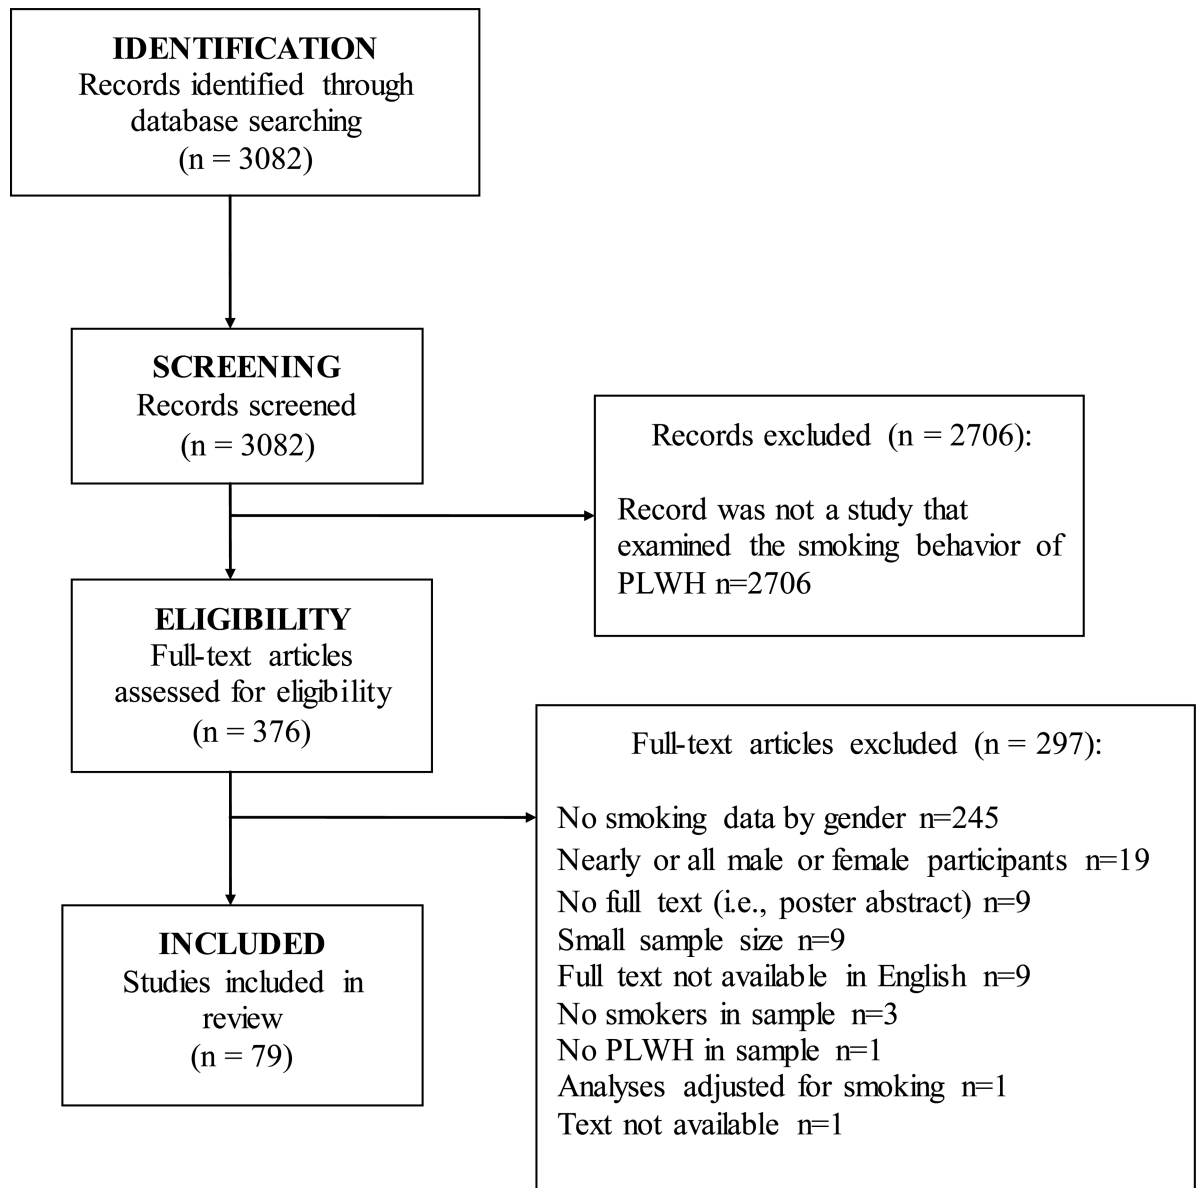 IDENTIFICATION
Records identified through
database searching
(n = 3082)
SCREENING
Records screened
(n = 3082)
Records excluded (n = 2706):
Record was not a study that
examined the smoking behavior of
PLWH n=2706
ELIGIBILITY
Full-text articles
assessed for eligibility
(n = 376)
Full-text articles excluded (n = 297):
No smoking data by gender n=245
Nearly or all male or female participants n=19
No full text (i.e., poster abstract) n=9
Small sample size n=9
Full text not available in English n=9
No smokers in sample n=3
No PLWH in sample n=1
Analyses adjusted for smoking n=1
Text not available n=1
INCLUDED
Studies included in
review
(n = 79)